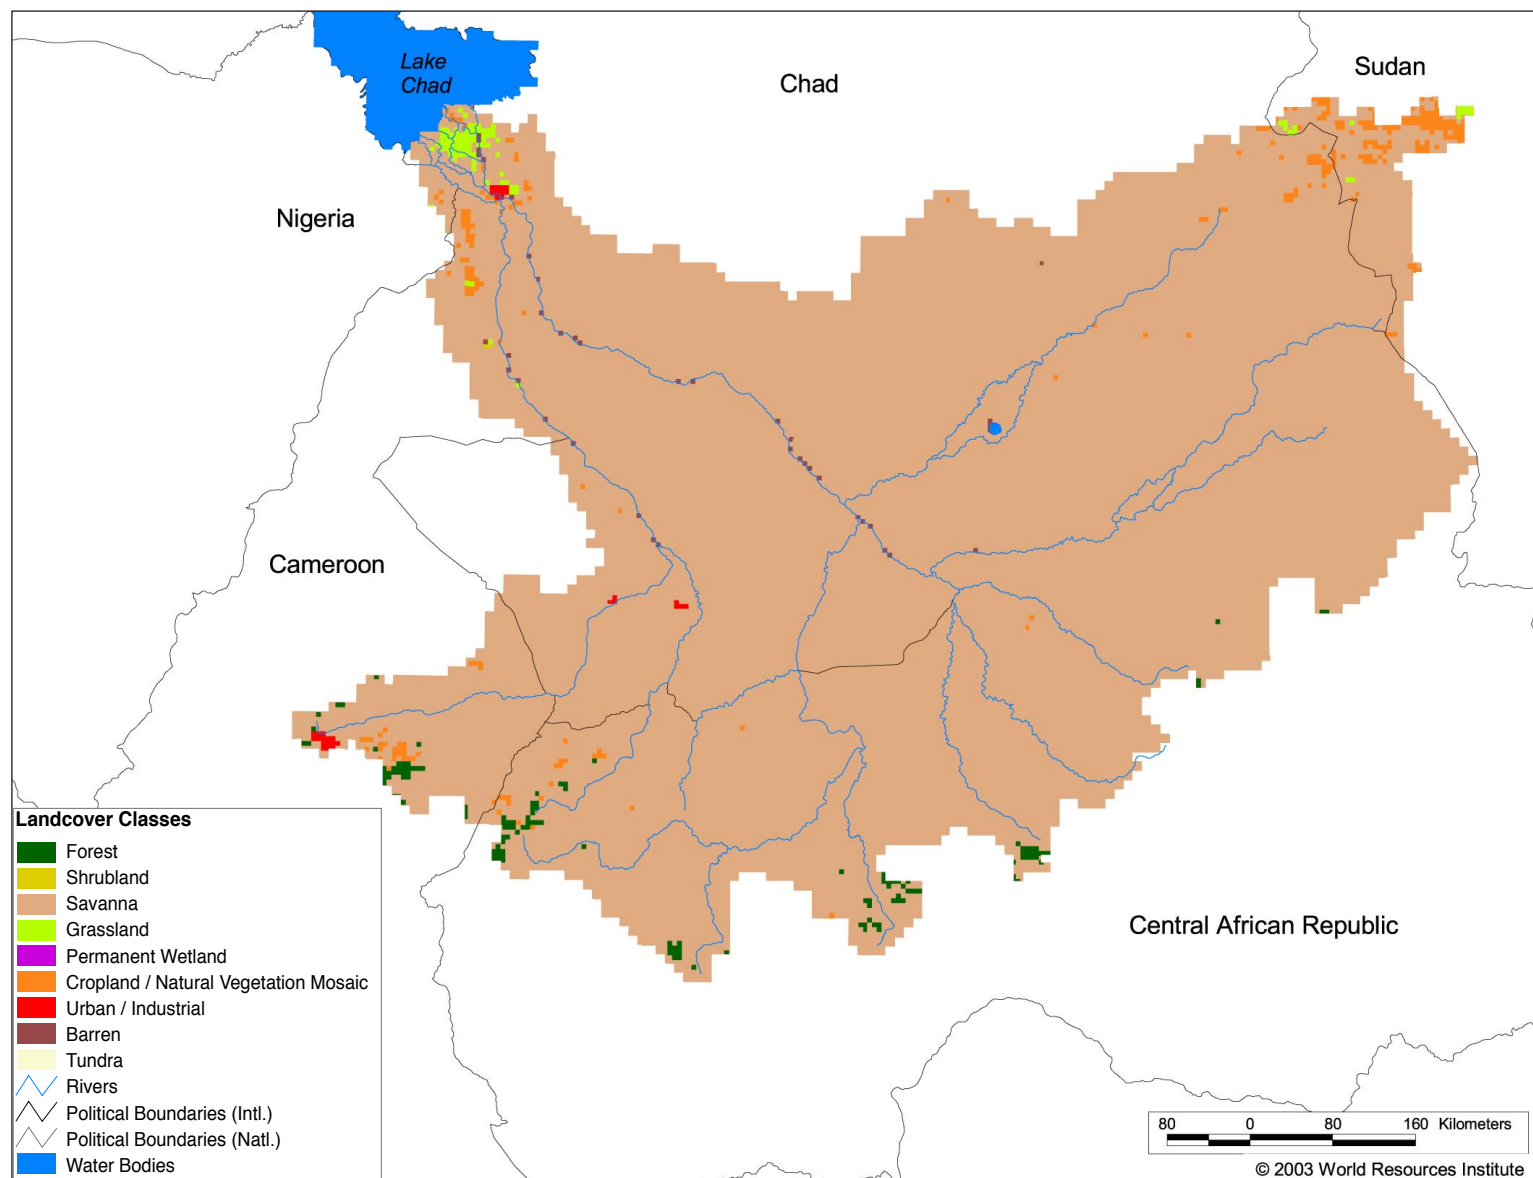 Lake
Chad
Chad
Sudan
Nigeria
Cameroon
Central African Republic
Landcover Classes
Forest
Shrubland
Savanna
Grassland
Permanent Wetland
Cropland / Natural Vegetation Mosaic
Urban / Industrial
Barren
Tundra
Rivers
Political Boundaries (Intl.)
Political Boundaries (Natl.)
Water Bodies
80 0 80 160 Kilometers
© 2003 World Resources Institute